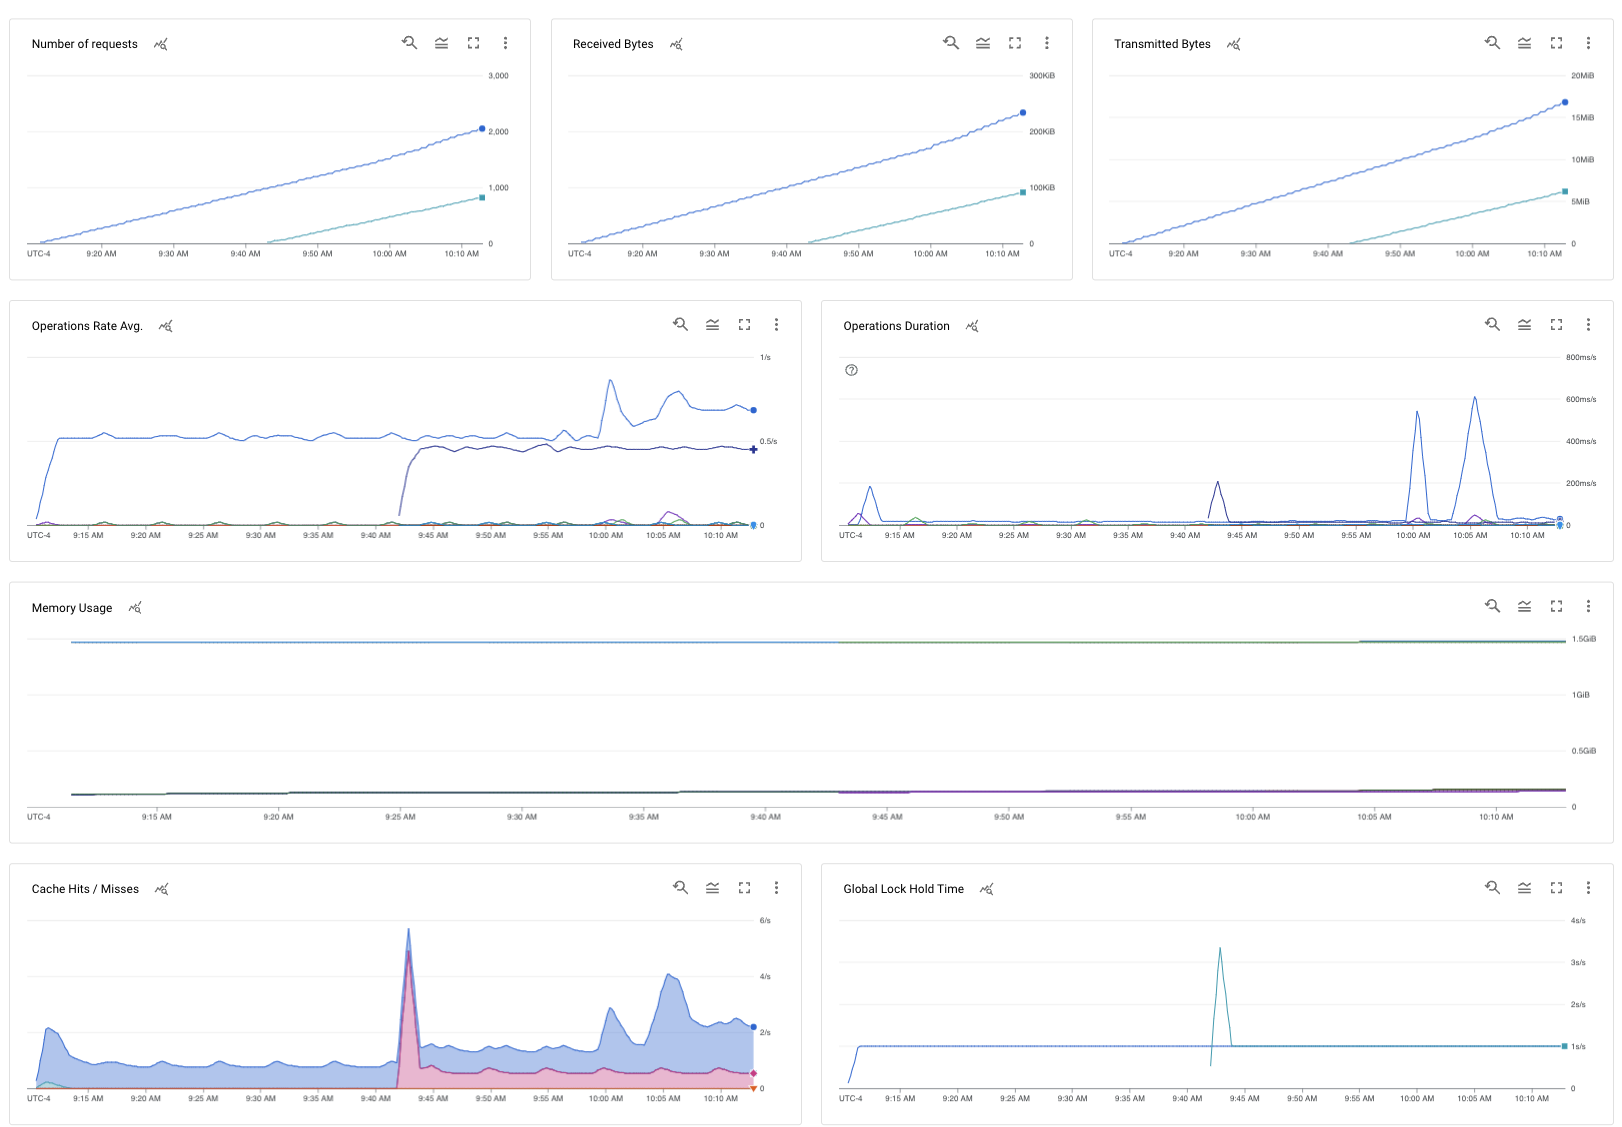 Number of requests
3,000
2,000
1,000
0
UTC-4 9:20 AM 9:30 AM 9:40 AM 9:50 AM 10:00 AM 10:10 AM
Received Bytes
300KiB
200KiB
100KiB
0
UTC-4 9:20 AM 9:30 AM 9:40 AM 9:50 AM 10:00 AM 10:10 AM
Transmitted Bytes
20MiB
15MiB
10MiB
5MiB
0
UTC-4 9:20 AM 9:30 AM 9:40 AM 9:50 AM 10:00 AM 10:10 AM
Operations Rate Avg.
1/s
0.5/s
0
UTC-4 9:15 AM 9:20 AM 9:25 AM 9:30 AM 9:35 AM 9:40 AM 9:45 AM 9:50 AM 9:55 AM 10:00 AM 10:05 AM 10:10 AM
Operations Duration
800ms/s
600ms/s
400ms/s
200ms/s
0
UTC-4 9:15 AM 9:20 AM 9:25 AM 9:30 AM 9:35 AM 9:40 AM 9:45 AM 9:50 AM 9:55 AM 10:00 AM 10:05 AM 10:10 AM
Memory Usage
1.5GiB
1GiB
0.5GiB
0
UTC-4 9:15 AM 9:20 AM 9:25 AM 9:30 AM 9:35 AM 9:40 AM 9:45 AM 9:50 AM 9:55 AM 10:00 AM 10:05 AM 10:10 AM
Cache Hits / Misses
6/s
4/s
2/s
0
UTC-4 9:15 AM 9:20 AM 9:25 AM 9:30 AM 9:35 AM 9:40 AM 9:45 AM 9:50 AM 9:55 AM 10:00 AM 10:05 AM 10:10 AM
Global Lock Hold Time
4s/s
3s/s
2s/s
1s/s
0
UTC-4 9:15 AM 9:20 AM 9:25 AM 9:30 AM 9:35 AM 9:40 AM 9:45 AM 9:50 AM 9:55 AM 10:00 AM 10:05 AM 10:10 AM